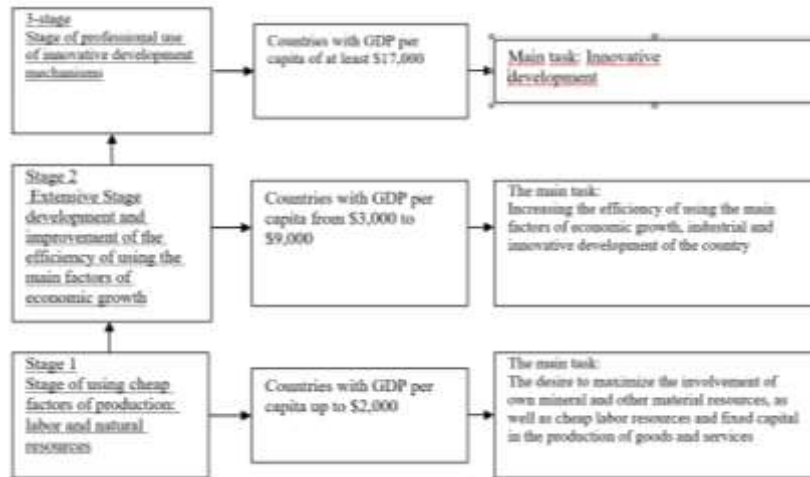 3-stage
Stage of professional use
of innovative development
mechanisms
Countries with GDP per
capita of at least $17,000
Main task: Innovative
development
Stage 2
Extensive Stage
development and
improvement of the
efficiency of using the
main factors of
economic growth
Countries with GDP per
capita from $3,000 to
$9,000
The main task:
Increasing the efficiency of using the main
factors of economic growth, industrial and
innovative development of the country
Stage 1
Stage of using cheap
factors of production:
labor and natural
resources
Countries with GDP per
capita up to $2,000
The main task:
The desire to maximize the involvement of
own mineral and other material resources, as
well as cheap labor resources and fixed capital
in the production of goods and services